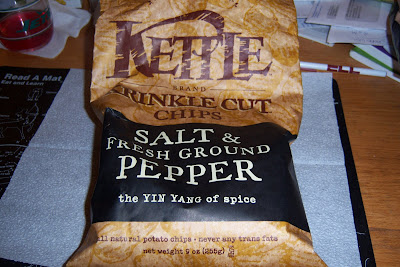 KETTLE
BRAND
KRINKLE CUT
CHIPS
SALT &
FRESH GROUND
PEPPER
the YIN YANG of spice
all natural potato chips • never any trans fats
net weight 9 oz (255g)
Read A Mat